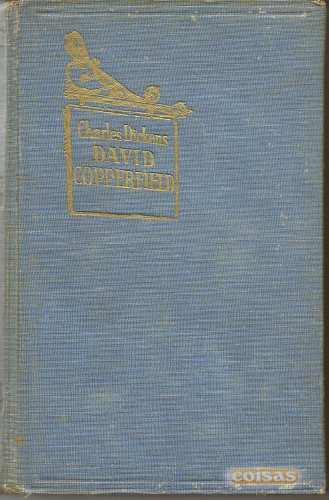 Charles Dickens
DAVID
COPPERFIELD
coisas